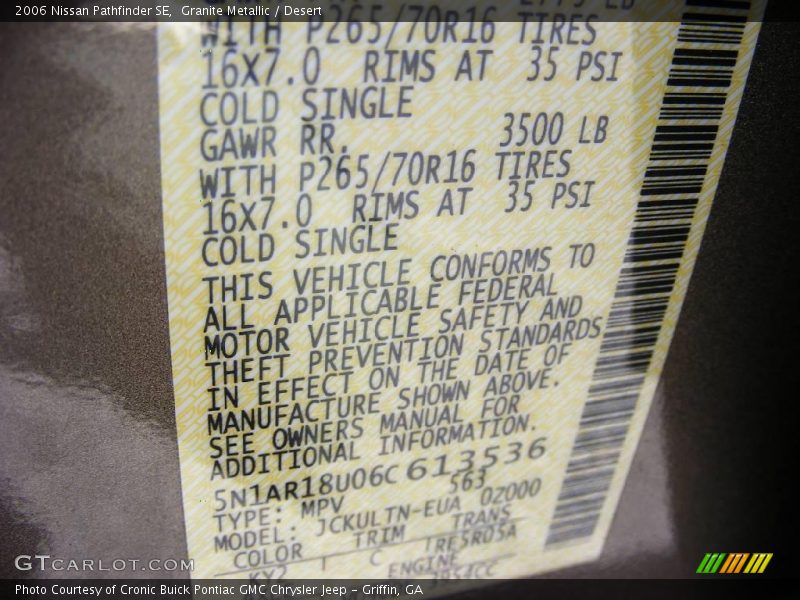 2006 Nissan Pathfinder SE, Granite Metallic / Desert
WITH P265/70R16 TIRES
16X7.0 RIMS AT 35 PSI
COLD SINGLE
GAWR RR. 3500 LB
WITH P265/70R16 TIRES
16X7.0 RIMS AT 35 PSI
COLD SINGLE
THIS VEHICLE CONFORMS TO
ALL APPLICABLE FEDERAL
MOTOR VEHICLE SAFETY AND
THEFT PREVENTION STANDARDS
IN EFFECT ON THE DATE OF
MANUFACTURE SHOWN ABOVE.
SEE OWNERS MANUAL FOR
ADDITIONAL INFORMATION.
5N1AR18U06C613536
TYPE: MPV 563
MODEL: JCKULTN-EUA 02000
COLOR TRIM TRANS
KY2 C TRE5R05A
ENGINE
GTCARLOT.COM
Photo Courtesy of Cronic Buick Pontiac GMC Chrysler Jeep - Griffin, GA